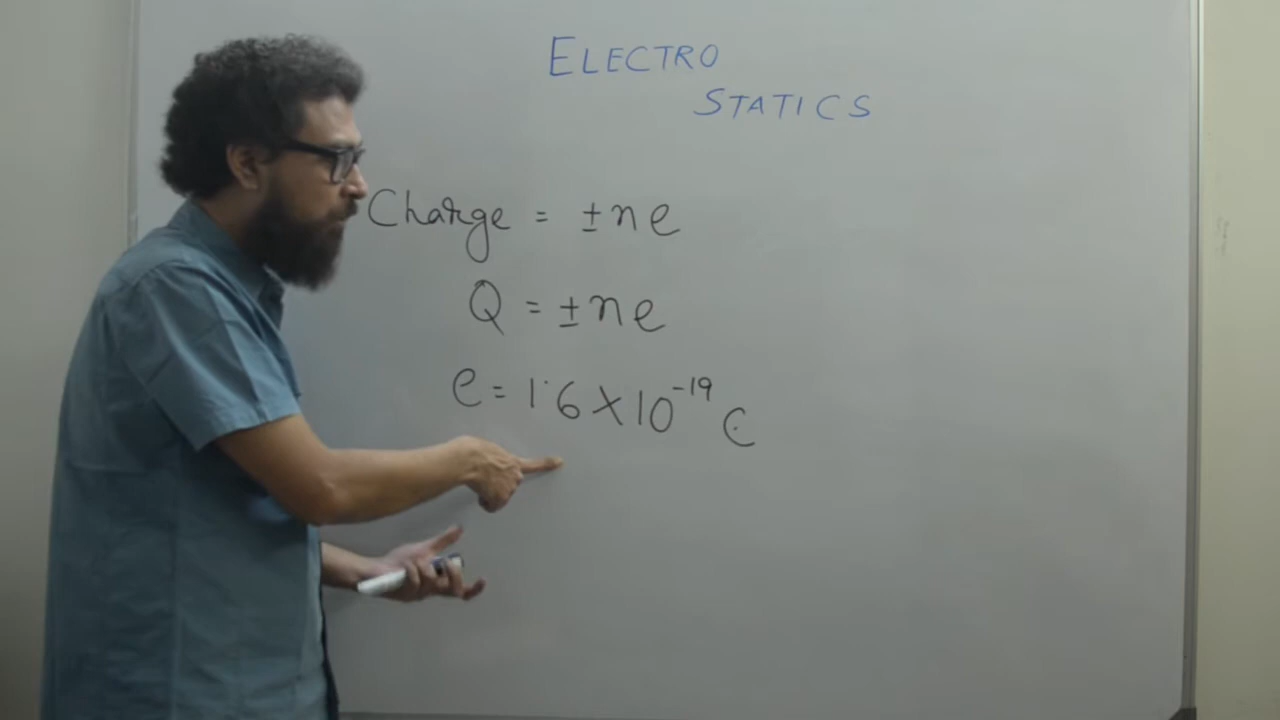 ELECTRO
STATICS
Charge = ±ne
Q = ±ne
e = 1·6 X 10⁻¹⁹ C